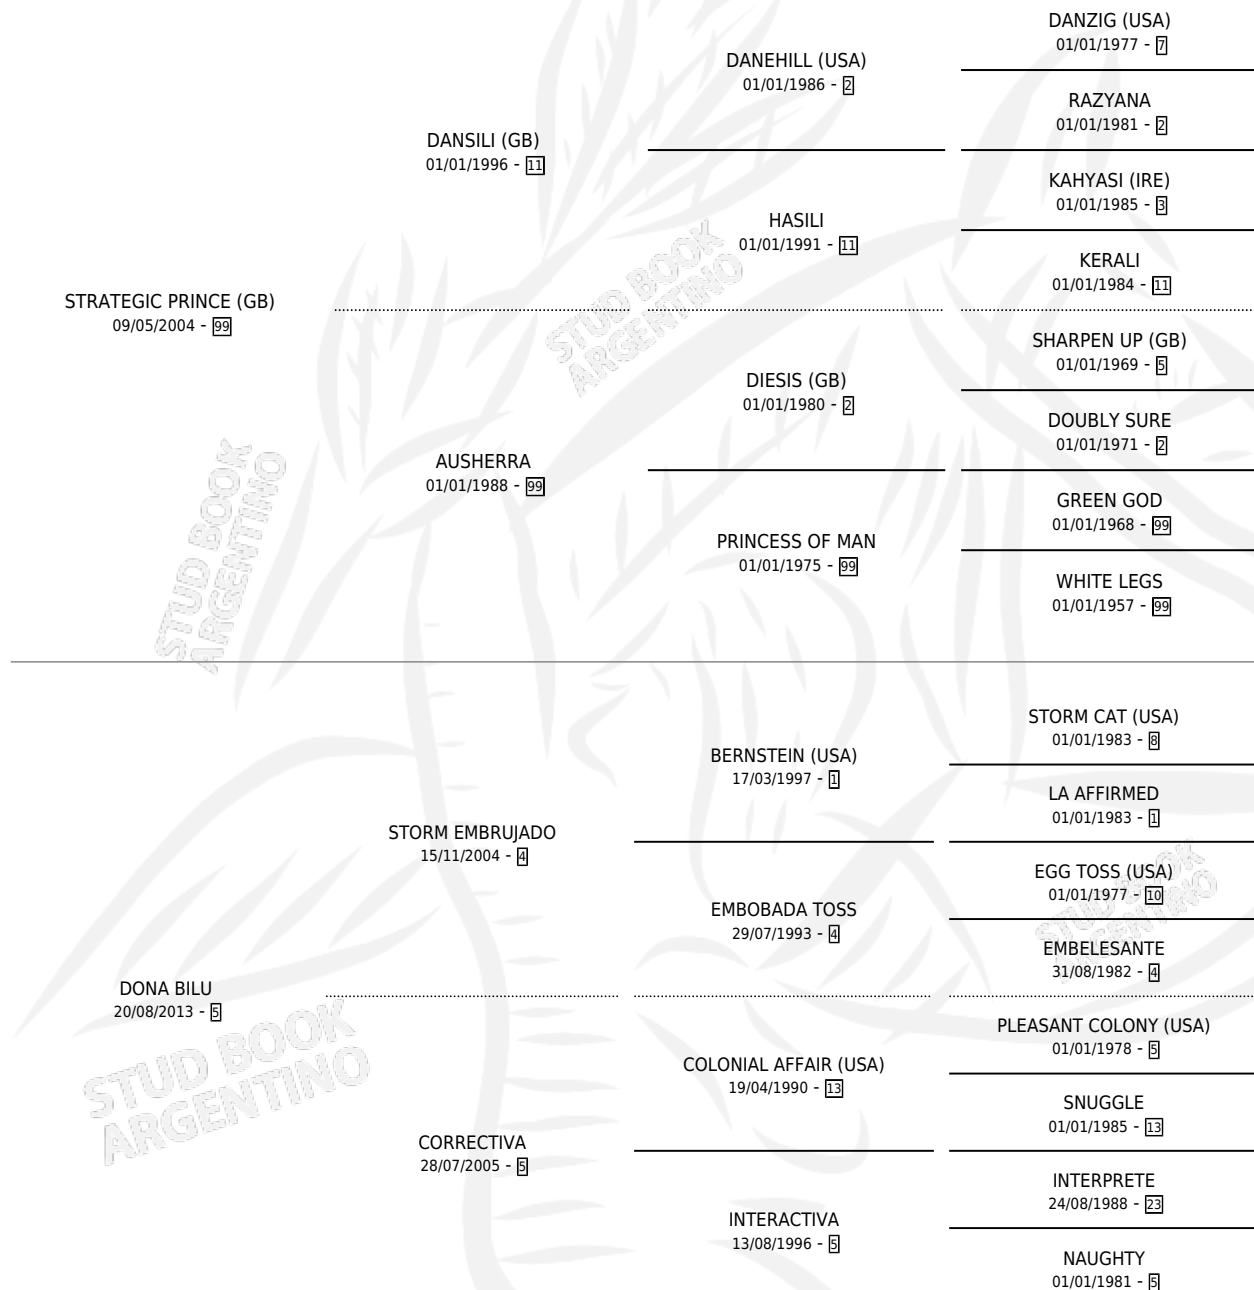 DANZIG (USA)
01/01/1977 - 7
DANEHILL (USA)
01/01/1986 - 2
RAZYANA
01/01/1981 - 2
DANSILI (GB)
01/01/1996 - 11
KAHYASI (IRE)
01/01/1985 - 3
HASILI
01/01/1991 - 11
KERALI
01/01/1984 - 11
STRATEGIC PRINCE (GB)
09/05/2004 - 99
STUD BOOK
ARGENTINO
SHARPEN UP (GB)
01/01/1969 - 5
DIESIS (GB)
01/01/1980 - 2
DOUBLY SURE
01/01/1971 - 2
AUSHERRA
01/01/1988 - 99
GREEN GOD
01/01/1968 - 99
PRINCESS OF MAN
01/01/1975 - 99
WHITE LEGS
01/01/1957 - 99
STUD BOOK
ARGENTINO
STORM CAT (USA)
01/01/1983 - 8
BERNSTEIN (USA)
17/03/1997 - 1
LA AFFIRMED
01/01/1983 - 1
STORM EMBRUJADO
15/11/2004 - 4
EGG TOSS (USA)
01/01/1977 - 10
STUD BOOK
ARGENTINO
EMBOBADA TOSS
29/07/1993 - 4
EMBELESANTE
31/08/1982 - 4
DONA BILU
20/08/2013 - 5
STUD BOOK
ARGENTINO
PLEASANT COLONY (USA)
01/01/1978 - 5
COLONIAL AFFAIR (USA)
19/04/1990 - 13
SNUGGLE
01/01/1985 - 13
CORRECTIVA
28/07/2005 - 5
INTERPRETE
24/08/1988 - 23
INTERACTIVA
13/08/1996 - 5
NAUGHTY
01/01/1981 - 5